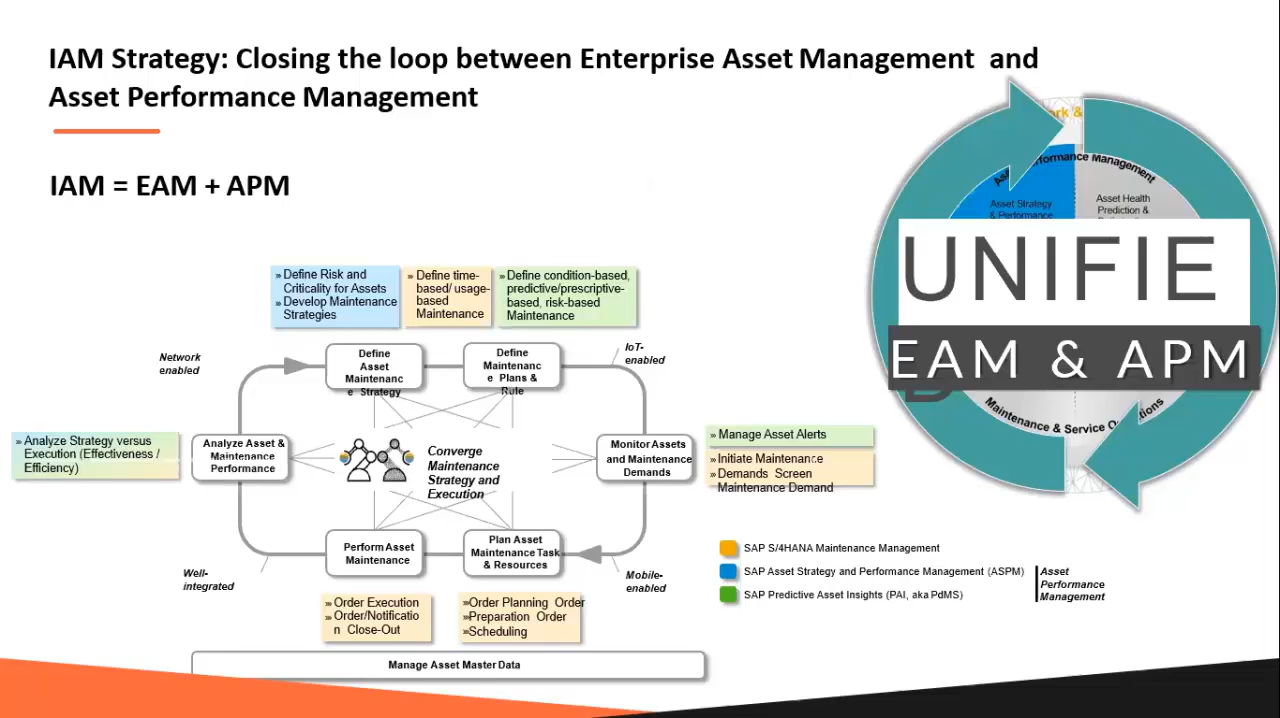 IAM Strategy: Closing the loop between Enterprise Asset Management and
Asset Performance Management
IAM = EAM + APM
» Define Risk and
Criticality for Assets
» Develop Maintenance
Strategies
» Define time-
based/ usage-
based
Maintenance
» Define condition-based,
predictive/prescriptive-
based, risk-based
Maintenance
Network
enabled
Define
Asset
Maintenanc
e Strategy
Define
Maintenanc
e Plans &
Rule
IoT-
enabled
» Analyze Strategy versus
Execution (Effectiveness /
Efficiency)
Analyze Asset &
Maintenance
Performance
Converge
Maintenance
Strategy and
Execution
Monitor Assets
and Maintenance
Demands
» Manage Asset Alerts
» Initiate Maintenance
» Demands Screen
Maintenance Demand
Well-
integrated
Perform Asset
Maintenance
Plan Asset
Maintenance Task
& Resources
Mobile-
enabled
» Order Execution
» Order/Notificatio
n Close-Out
»Order Planning Order
»Preparation Order
»Scheduling
Manage Asset Master Data
SAP S/4HANA Maintenance Management
SAP Asset Strategy and Performance Management (ASPM)
SAP Predictive Asset Insights (PAI, aka PdMS)
Asset
Performance
Management
Management
Asset Strategy
& Performance
Asset Health
Prediction &
UNIFIE
D
EAM & APM
Maintenance & Service